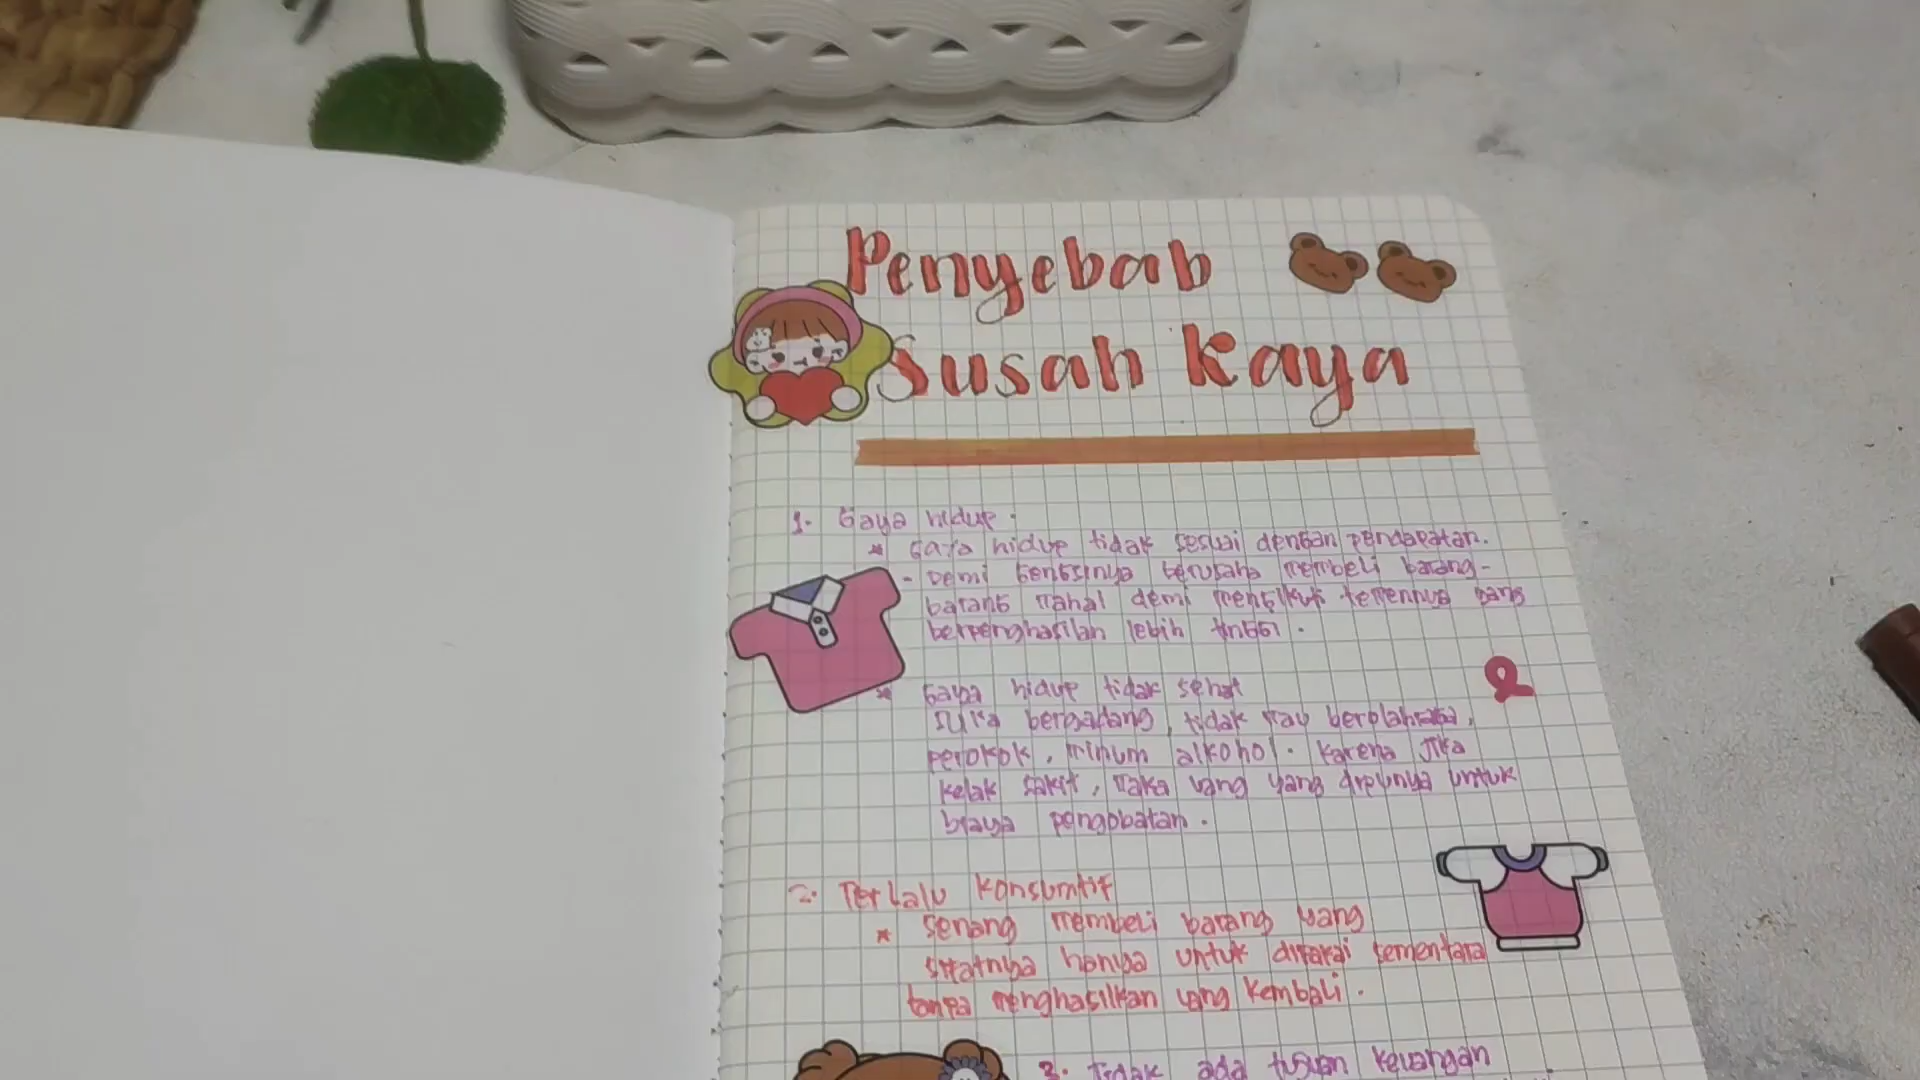 Penyebab
Susah Kaya
1. Gaya hidup.
* Gaya hidup tidak sesuai dengan pendapatan.
- Demi gengsinya berusaha membeli barang-
barang mahal demi mengikuti temennya yang
berpenghasilan lebih tinggi.
* Gaya hidup tidak sehat
suka bergadang, tidak mau berolahraga,
perokok, minum alkohol. Karena jika
kelak sakit, maka uang yang dipunya untuk
biaya pengobatan.
2. Terlalu konsumtif
* senang membeli barang yang
sifatnya hanya untuk dipakai sementara
tanpa menghasilkan uang kembali.
3. Tidak ada tujuan keuangan